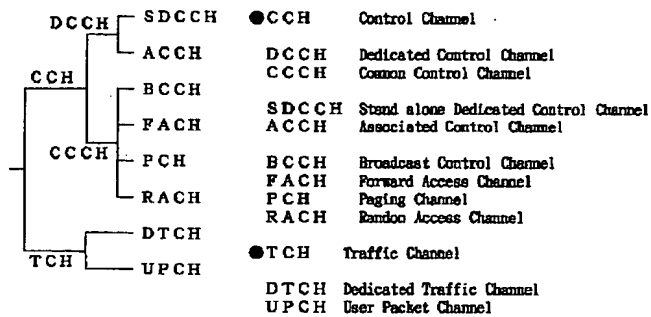 DCCH
SDCCH
ACCH
CCH
BCCH
FACH
CCCH
PCH
RACH
DTCH
TCH
UPCH
●CCH Control Channel
DCCH Dedicated Control Channel
CCCH Common Control Channel
SDCCH Stand alone Dedicated Control Channel
ACCH Associated Control Channel
BCCH Broadcast Control Channel
FACH Forward Access Channel
PCH Paging Channel
RACH Randoo Access Channel
●TCH Traffic Channel
DTCH Dedicated Traffic Channel
UPCH User Packet Channel